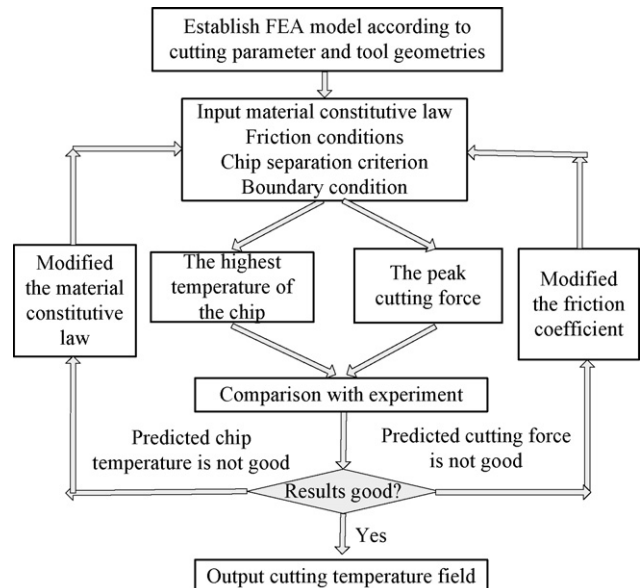 Establish FEA model according to
cutting parameter and tool geometries
Input material constitutive law
Friction conditions
Chip separation criterion
Boundary condition
Modified
the material
constitutive
law
The highest
temperature of
the chip
The peak
cutting force
Modified
the friction
coefficient
Comparison with experiment
Predicted chip
temperature is not good
Predicted cutting force
is not good
Results good?
Yes
Output cutting temperature field